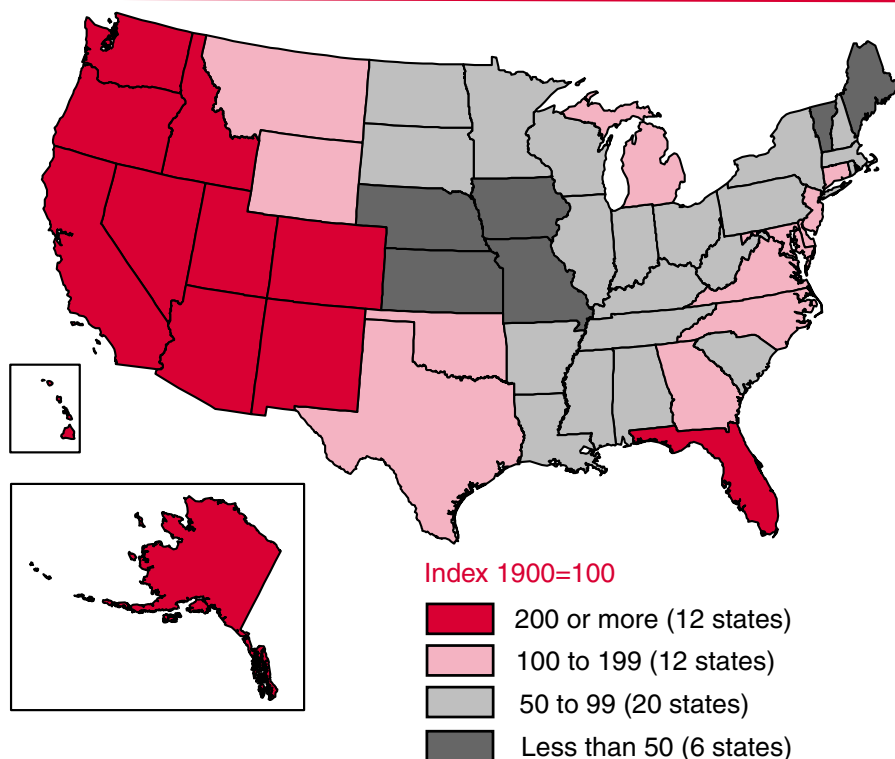 Index 1900=100
200 or more (12 states)
100 to 199 (12 states)
50 to 99 (20 states)
Less than 50 (6 states)